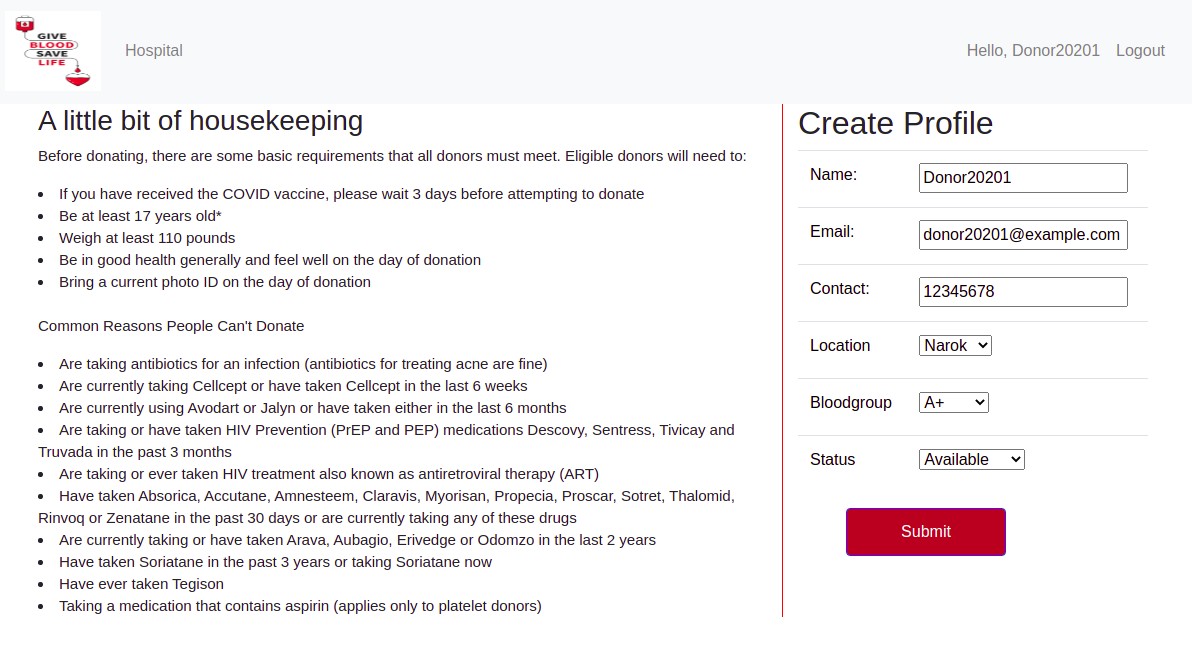 GIVE
BLOOD
SAVE
LIFE
Hospital
Hello, Donor20201 Logout
A little bit of housekeeping
Before donating, there are some basic requirements that all donors must meet. Eligible donors will need to:
• If you have received the COVID vaccine, please wait 3 days before attempting to donate
• Be at least 17 years old*
• Weigh at least 110 pounds
• Be in good health generally and feel well on the day of donation
• Bring a current photo ID on the day of donation
Common Reasons People Can't Donate
• Are taking antibiotics for an infection (antibiotics for treating acne are fine)
• Are currently taking Cellcept or have taken Cellcept in the last 6 weeks
• Are currently using Avodart or Jalyn or have taken either in the last 6 months
• Are taking or have taken HIV Prevention (PrEP and PEP) medications Descovy, Sentress, Tivicay and
Truvada in the past 3 months
• Are taking or ever taken HIV treatment also known as antiretroviral therapy (ART)
• Have taken Absorica, Accutane, Amnesteem, Claravis, Myorisan, Propecia, Proscar, Sotret, Thalomid,
Rinvoq or Zenatane in the past 30 days or are currently taking any of these drugs
• Are currently taking or have taken Arava, Aubagio, Erivedge or Odomzo in the last 2 years
• Have taken Soriatane in the past 3 years or taking Soriatane now
• Have ever taken Tegison
• Taking a medication that contains aspirin (applies only to platelet donors)
Create Profile
Name: Donor20201
Email: donor20201@example.com
Contact: 12345678
Location Narok
Bloodgroup A+
Status Available
Submit